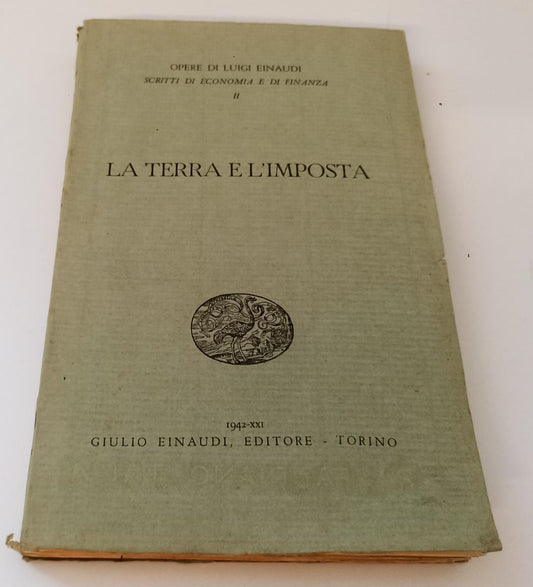 OPERE DI LUIGI EINAUDI
SCRITTI DI ECONOMIA E DI FINANZA
II
LA TERRA E L'IMPOSTA
1942-XXI
GIULIO EINAUDI, EDITORE - TORINO